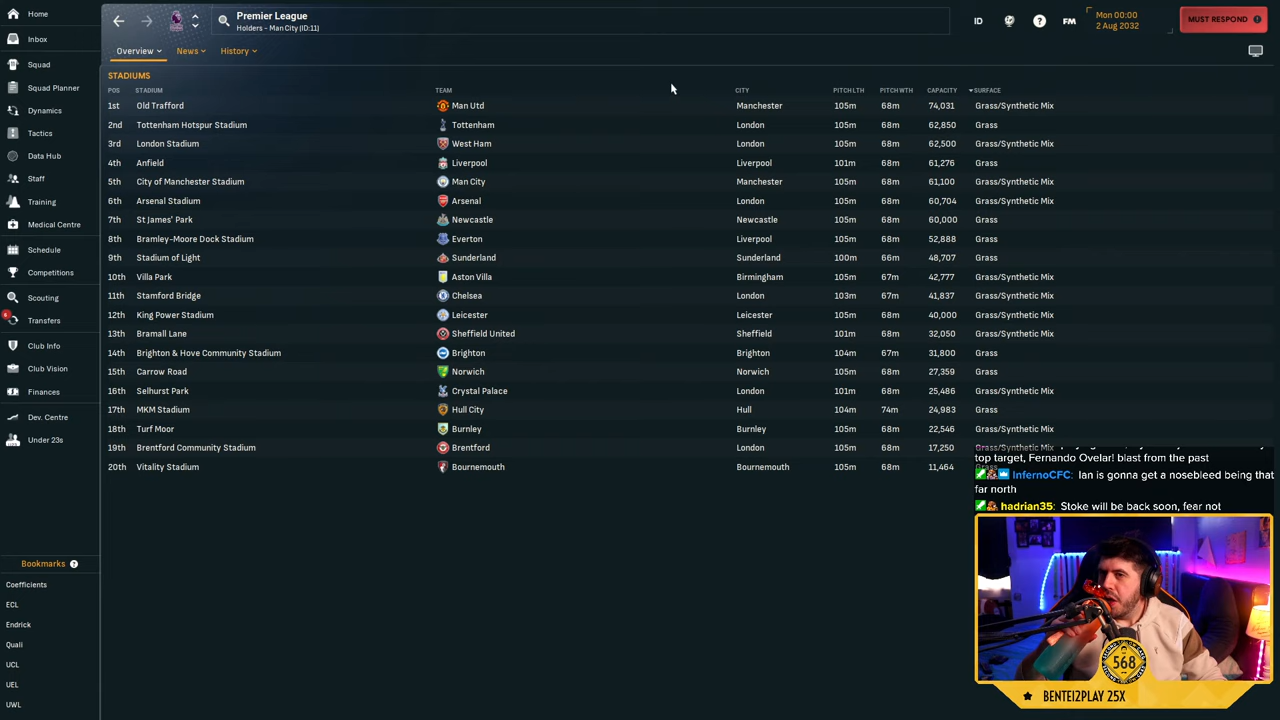 Home
Inbox
Squad
Squad Planner
Dynamics
Tactics
Data Hub
Staff
Training
Medical Centre
Schedule
Competitions
Scouting
6
Transfers
Club Info
Club Vision
Finances
Dev. Centre
Under 23s
Bookmarks ?
Coefficients
ECL
Endrick
Quali
UCL
UEL
UWL
Premier League
Holders - Man City (ID:11)
ID ? FM
Mon 00:00
2 Aug 2032
MUST RESPOND
Overview News History
STADIUMS
POS STADIUM TEAM CITY PITCH LTH PITCH WTH CAPACITY SURFACE
1st Old Trafford Man Utd Manchester 105m 68m 74,031 Grass/Synthetic Mix
2nd Tottenham Hotspur Stadium Tottenham London 105m 68m 62,850 Grass
3rd London Stadium West Ham London 105m 68m 62,500 Grass/Synthetic Mix
4th Anfield Liverpool Liverpool 101m 68m 61,276 Grass
5th City of Manchester Stadium Man City Manchester 105m 68m 61,100 Grass/Synthetic Mix
6th Arsenal Stadium Arsenal London 105m 68m 60,704 Grass/Synthetic Mix
7th St James' Park Newcastle Newcastle 105m 68m 60,000 Grass
8th Bramley-Moore Dock Stadium Everton Liverpool 105m 68m 52,888 Grass
9th Stadium of Light Sunderland Sunderland 100m 66m 48,707 Grass
10th Villa Park Aston Villa Birmingham 105m 67m 42,777 Grass/Synthetic Mix
11th Stamford Bridge Chelsea London 103m 67m 41,837 Grass/Synthetic Mix
12th King Power Stadium Leicester Leicester 105m 68m 40,000 Grass/Synthetic Mix
13th Bramall Lane Sheffield United Sheffield 101m 68m 32,050 Grass/Synthetic Mix
14th Brighton & Hove Community Stadium Brighton Brighton 104m 67m 31,800 Grass
15th Carrow Road Norwich Norwich 105m 68m 27,359 Grass
16th Selhurst Park Crystal Palace London 101m 68m 25,486 Grass/Synthetic Mix
17th MKM Stadium Hull City Hull 104m 74m 24,983 Grass
18th Turf Moor Burnley Burnley 105m 68m 22,546 Grass/Synthetic Mix
19th Brentford Community Stadium Brentford London 105m 68m 17,250 Grass/Synthetic Mix
20th Vitality Stadium Bournemouth Bournemouth 105m 68m 11,464
top target, Fernando Ovelar! blast from the past
InfernoCFC: Ian is gonna get a nosebleed being that
far north
hadrian35: Stoke will be back soon, fear not
568
BENTEI2PLAY 25X